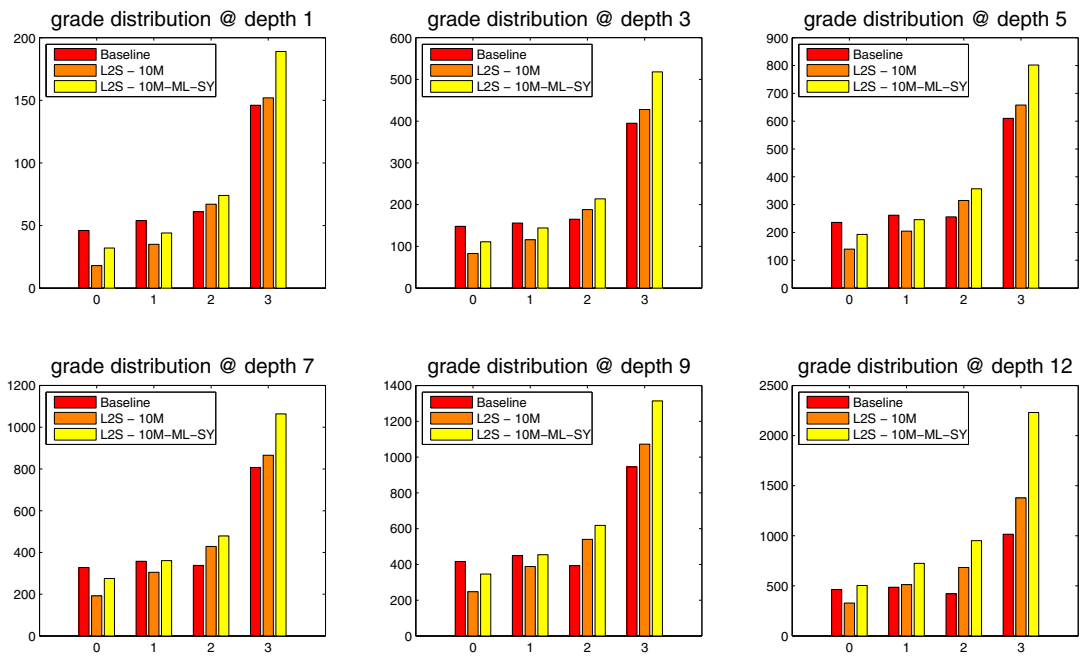 grade distribution @ depth 1
200
150
100
50
0
Baseline
L2S − 10M
L2S − 10M−ML−SY
0 1 2 3
grade distribution @ depth 3
600
500
400
300
200
100
0
Baseline
L2S − 10M
L2S − 10M−ML−SY
0 1 2 3
grade distribution @ depth 5
900
800
700
600
500
400
300
200
100
0
Baseline
L2S − 10M
L2S − 10M−ML−SY
0 1 2 3
grade distribution @ depth 7
1200
1000
800
600
400
200
0
Baseline
L2S − 10M
L2S − 10M−ML−SY
0 1 2 3
grade distribution @ depth 9
1400
1200
1000
800
600
400
200
0
Baseline
L2S − 10M
L2S − 10M−ML−SY
0 1 2 3
grade distribution @ depth 12
2500
2000
1500
1000
500
0
Baseline
L2S − 10M
L2S − 10M−ML−SY
0 1 2 3